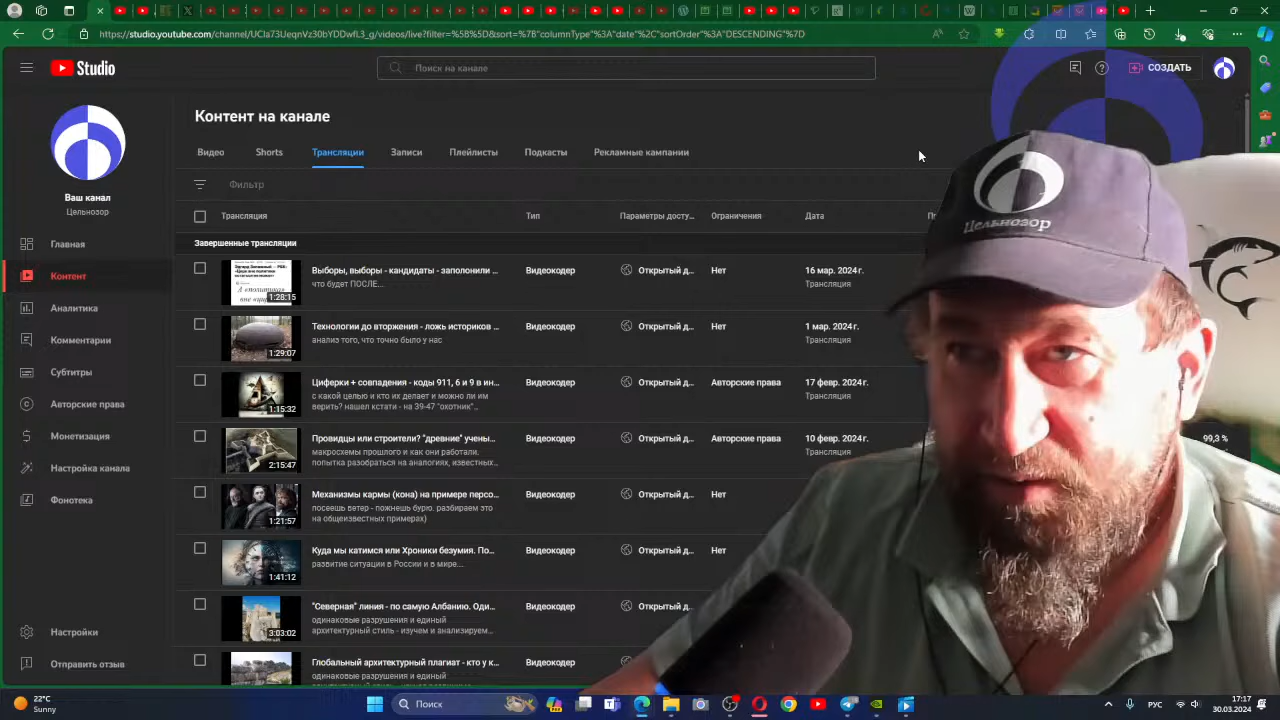 https://studio.youtube.com/channel/UCla73UeqnVz30bYDDwfL3_g/videos/live?filter=%5B%5D&sort=%7B"columnType"%3A"date"%2C"sortOrder"%3A"DESCENDING"%7D
Studio
Поиск на канале
СОЗДАТЬ
Контент на канале
Видео Shorts Трансляции Записи Плейлисты Подкасты Рекламные кампании
Фильтр
Ваш канал
Цельнозор
Цельнозор
Главная
Контент
Аналитика
Комментарии
Субтитры
Авторские права
Монетизация
Настройка канала
Фонотека
Настройки
Отправить отзыв
Трансляция Тип Параметры досту... Ограничения Дата
Завершенные трансляции
1:28:15
Выборы, выборы - кандидаты - заполонили ... Видеокодер Открытый д... Нет 16 мар. 2024 г.
что будет ПОСЛЕ... Трансляция
1:29:07
Технологии до вторжения - ложь историков ... Видеокодер Открытый д... Нет 1 мар. 2024 г.
анализ того, что точно было у нас Трансляция
1:15:32
Циферки + совпадения - коды 911, 6 и 9 в ин... Видеокодер Открытый д... Авторские права 17 февр. 2024 г.
с какой целью и кто их делает и можно ли им Трансляция
верить? нашел кстати - на 39-47 "охотник"...
2:15:47
Провидцы или строители? "древние" учены... Видеокодер Открытый д... Авторские права 10 февр. 2024 г.
макросхемы прошлого и как они работали. Трансляция
попытка разобраться на аналогиях, известных...
99,3 %
1:21:57
Механизмы кармы (кона) на примере персо... Видеокодер Открытый д... Нет
посеешь ветер - пожнешь бурю. разбираем это
на общеизвестных примерах)
1:41:12
Куда мы катимся или Хроники безумия. По... Видеокодер Открытый д... Нет
развитие ситуации в России и в мире...
3:03:02
"Северная" линия - по самую Албанию. Оди... Видеокодер Открытый д...
одинаковые разрушения и единый
архитектурный стиль - изучем и анализируем...
Глобальный архитектурный плагиат - кто у к... Видеокодер Открытый д...
одинаковые разрушения и единый
22°C
Sunny
Поиск
РУС
17:17
30.03.2024